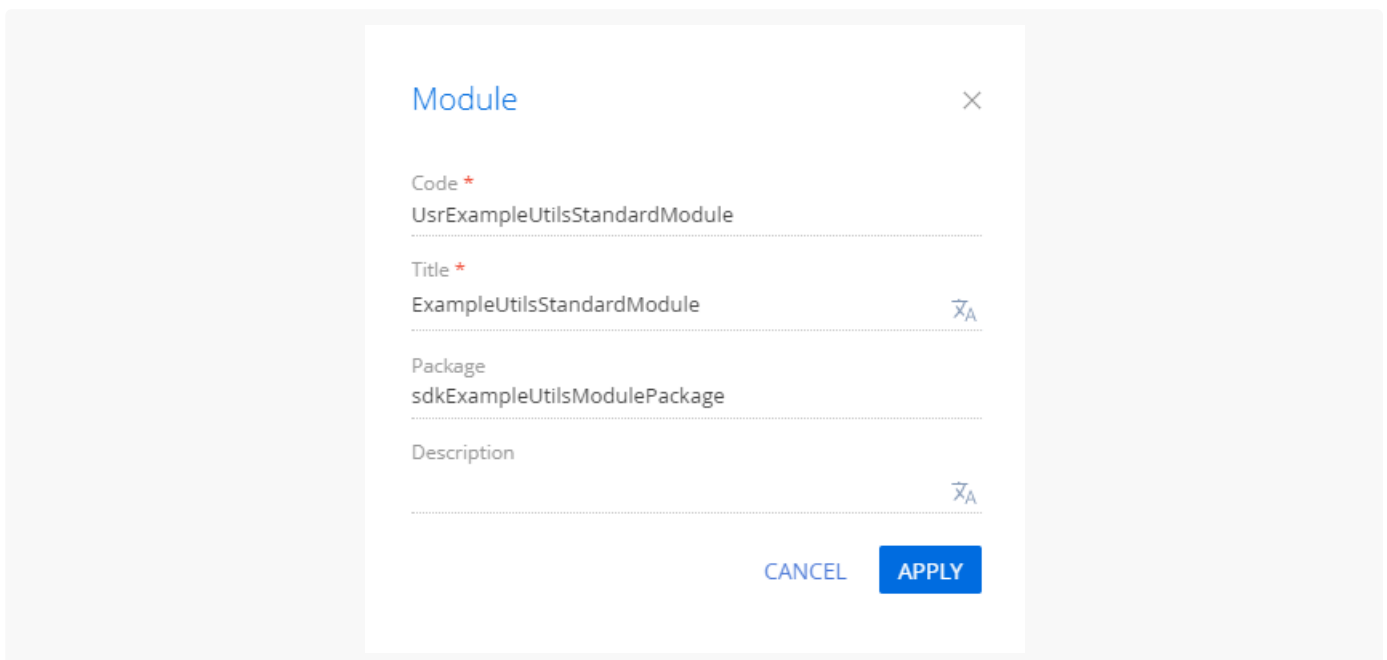 Module
Code *
UsrExampleUtilsStandardModule
Title *
ExampleUtilsStandardModule
Package
sdkExampleUtilsModulePackage
Description
CANCEL APPLY